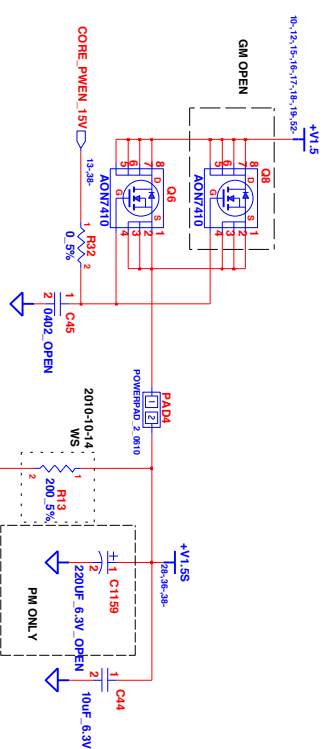 +V1.5
10-,12-,15-,16-,17-,18-,19-,52-
GM OPEN
CORE_PWEN_15V
13-,38-
Q8
8 D S 1
7 2
6 3
5 G 4
AON7410
Q6
8 D S 1
7 2
6 3
5 G 4
AON7410
1 R32 2
0_5%
1 C45
2
0402_OPEN
PAD4
1 2
POWERPAD_2_0610
2010-10-14
WS
1 R13 2
200_5%
+V1.5S
28-,36-,38-
1 C1159
2
220UF_6.3V_OPEN
PM ONLY
1 C44
2
10uF_6.3V